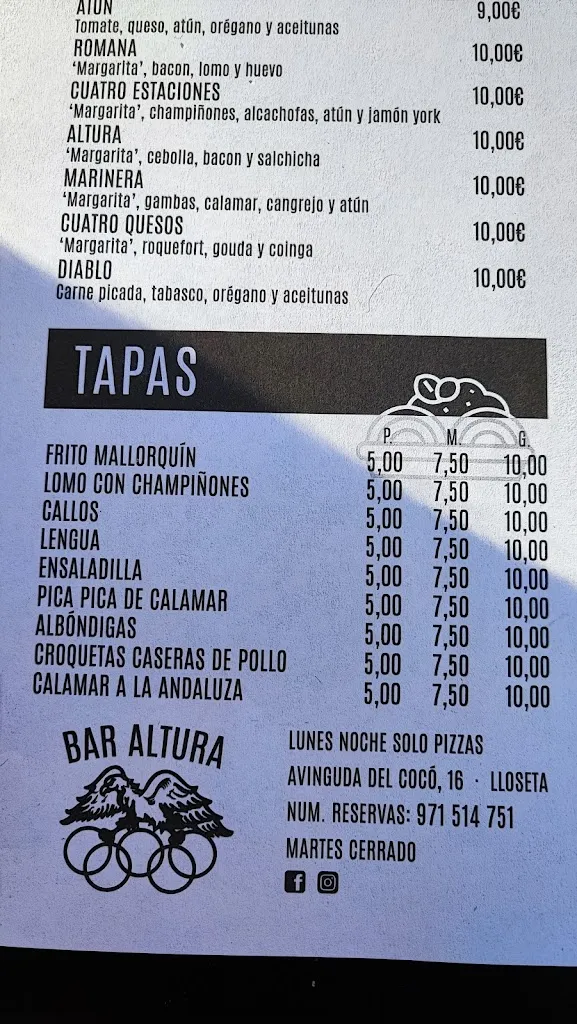 ATÚN 9,00€
Tomate, queso, atún, orégano y aceitunas
ROMANA 10,00€
‘Margarita’, bacon, lomo y huevo
CUATRO ESTACIONES 10,00€
‘Margarita’, champiñones, alcachofas, atún y jamón york
ALTURA 10,00€
‘Margarita’, cebolla, bacon y salchicha
MARINERA 10,00€
‘Margarita’, gambas, calamar, cangrejo y atún
CUATRO QUESOS 10,00€
‘Margarita’, roquefort, gouda y coinga
DIABLO 10,00€
Carne picada, tabasco, orégano y aceitunas
TAPAS
P. M. G.
FRITO MALLORQUÍN 5,00 7,50 10,00
LOMO CON CHAMPIÑONES 5,00 7,50 10,00
CALLOS 5,00 7,50 10,00
LENGUA 5,00 7,50 10,00
ENSALADILLA 5,00 7,50 10,00
PICA PICA DE CALAMAR 5,00 7,50 10,00
ALBÓNDIGAS 5,00 7,50 10,00
CROQUETAS CASERAS DE POLLO 5,00 7,50 10,00
CALAMAR A LA ANDALUZA 5,00 7,50 10,00
BAR ALTURA
LUNES NOCHE SOLO PIZZAS
AVINGUDA DEL COCÓ, 16 · LLOSETA
NUM. RESERVAS: 971 514 751
MARTES CERRADO